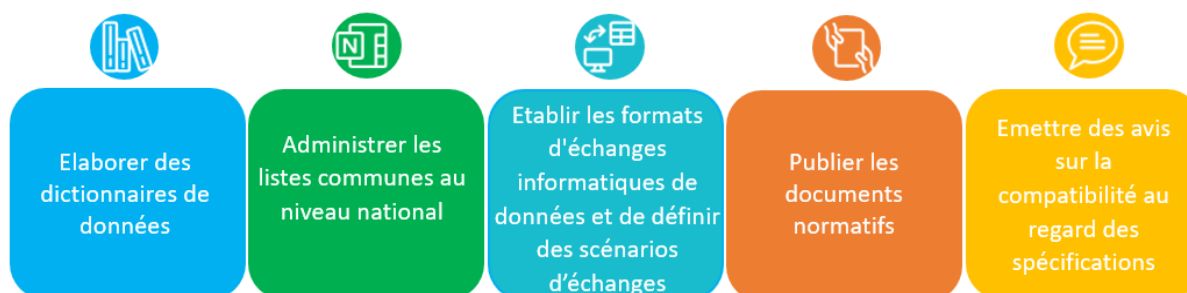 Elaborer des
dictionnaires de
données
N
Administrer les
listes communes au
niveau national
Etablir les formats
d'échanges
informatiques de
données et de définir
des scénarios
d’échanges
Publier les
documents
normatifs
Emettre des avis
sur la
compatibilité au
regard des
spécifications